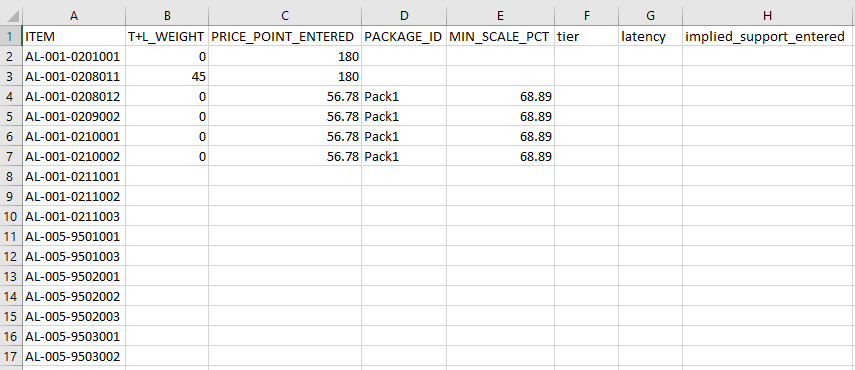 A B C D E F G H
1 ITEM T+L_WEIGHT PRICE_POINT_ENTERED PACKAGE_ID MIN_SCALE_PCT tier latency implied_support_entered
2 AL-001-0201001 0 180
3 AL-001-0208011 45 180
4 AL-001-0208012 0 56.78 Pack1 68.89
5 AL-001-0209002 0 56.78 Pack1 68.89
6 AL-001-0210001 0 56.78 Pack1 68.89
7 AL-001-0210002 0 56.78 Pack1 68.89
8 AL-001-0211001
9 AL-001-0211002
10 AL-001-0211003
11 AL-005-9501001
12 AL-005-9501003
13 AL-005-9502001
14 AL-005-9502002
15 AL-005-9502003
16 AL-005-9503001
17 AL-005-9503002